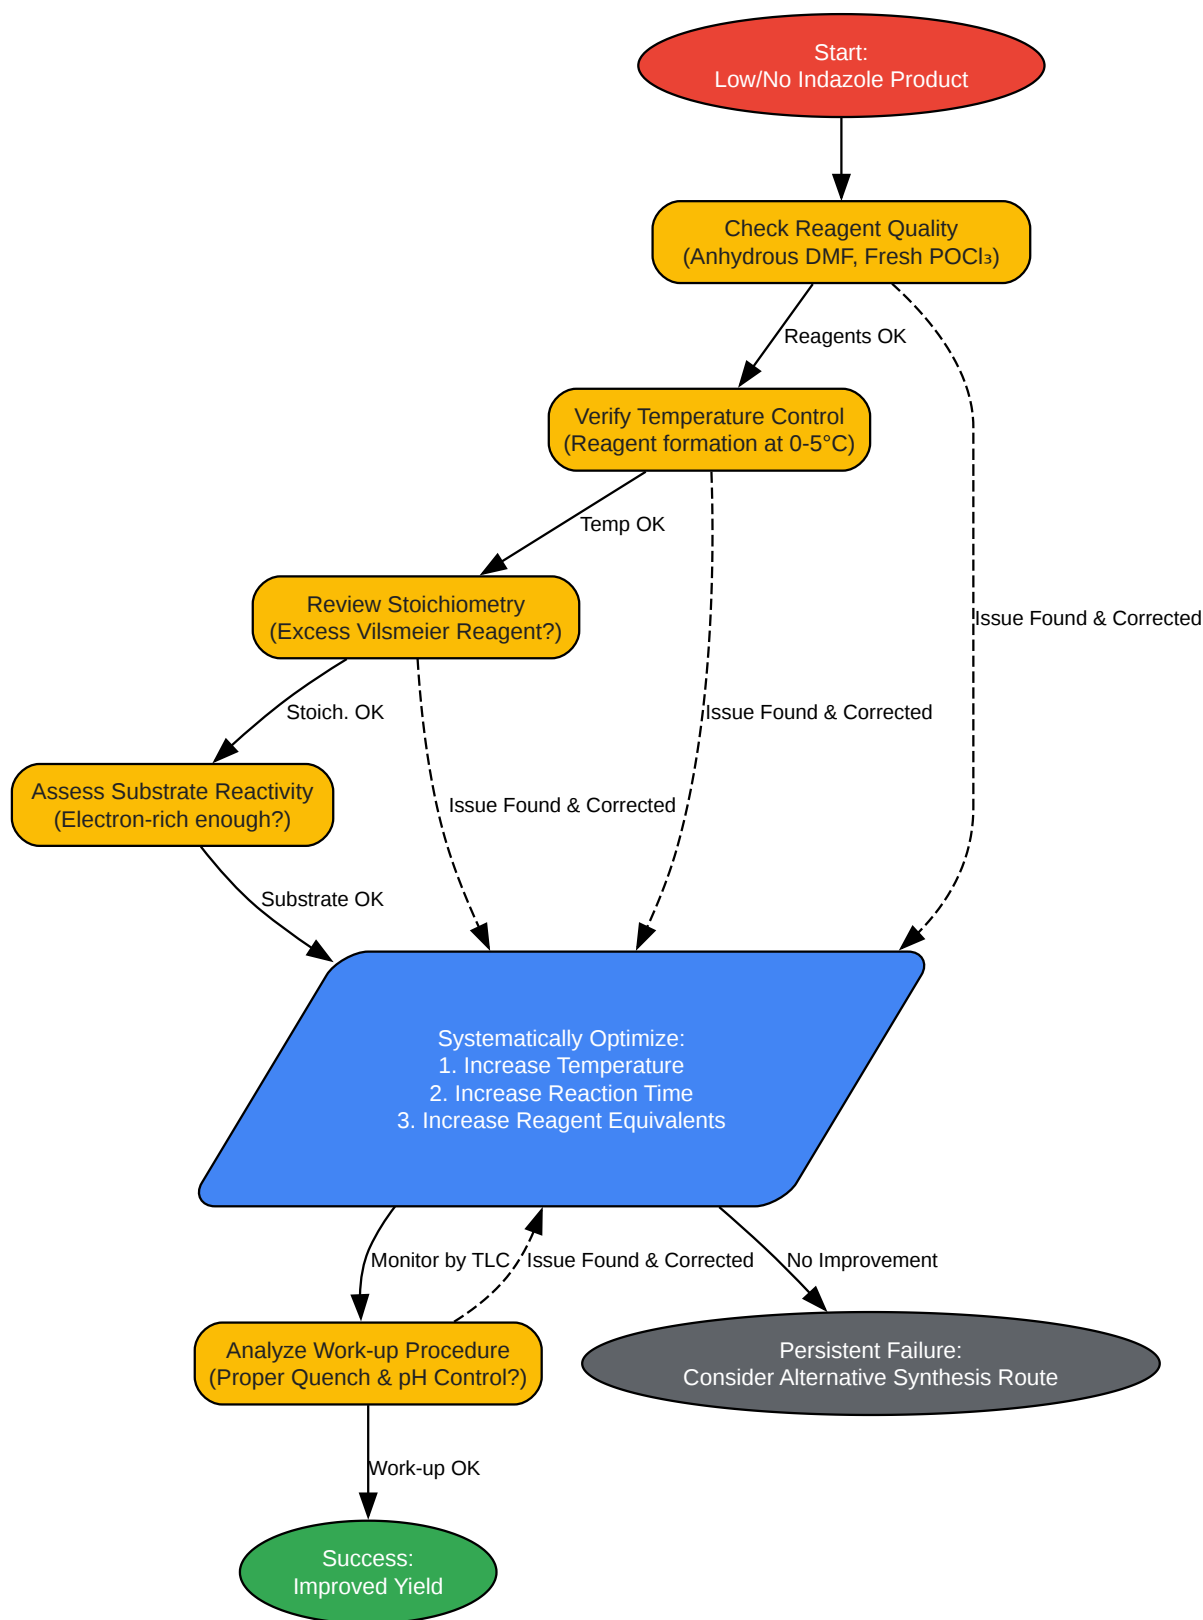 Start:
Low/No Indazole Product
Check Reagent Quality
(Anhydrous DMF, Fresh POCl₃)
Reagents OK
Verify Temperature Control
(Reagent formation at 0-5°C)
Temp OK
Review Stoichiometry
(Excess Vilsmeier Reagent?)
Issue Found & Corrected
Stoich. OK
Issue Found & Corrected
Assess Substrate Reactivity
(Electron-rich enough?)
Issue Found & Corrected
Substrate OK
Systematically Optimize:
1. Increase Temperature
2. Increase Reaction Time
3. Increase Reagent Equivalents
Monitor by TLC
Issue Found & Corrected
No Improvement
Analyze Work-up Procedure
(Proper Quench & pH Control?)
Persistent Failure:
Consider Alternative Synthesis Route
Work-up OK
Success:
Improved Yield